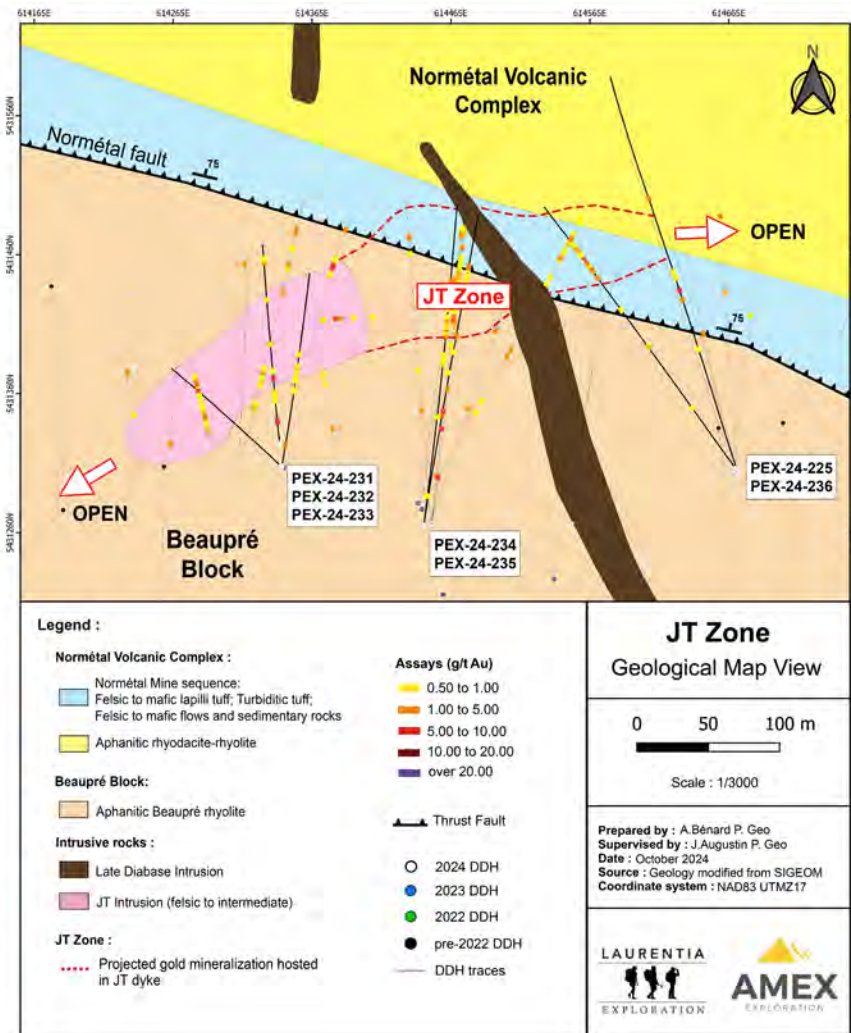 614165E
614265E
614365E
614465E
614565E
614665E
5431560N
5431460N
5431360N
5431260N
N
Normétal Volcanic
Complex
Normétal fault
75
OPEN
JT Zone
75
PEX-24-231
PEX-24-232
PEX-24-233
PEX-24-225
PEX-24-236
OPEN
Beaupré
Block
PEX-24-234
PEX-24-235
Legend :
Normétal Volcanic Complex :
Normétal Mine sequence:
Felsic to mafic lapilli tuff; Turbiditic tuff;
Felsic to mafic flows and sedimentary rocks
Aphanitic rhyodacite-rhyolite
Beaupré Block:
Aphanitic Beaupré rhyolite
Intrusive rocks :
Late Diabase Intrusion
JT Intrusion (felsic to intermediate)
JT Zone :
Projected gold mineralization hosted
in JT dyke
Assays (g/t Au)
0.50 to 1.00
1.00 to 5.00
5.00 to 10.00
10.00 to 20.00
over 20.00
Thrust Fault
2024 DDH
2023 DDH
2022 DDH
pre-2022 DDH
DDH traces
JT Zone
Geological Map View
0 50 100 m
Scale : 1/3000
Prepared by : A.Bénard P. Geo
Supervised by : J.Augustin P. Geo
Date : October 2024
Source : Geology modified from SIGEOM
Coordinate system : NAD83 UTMZ17
LAURENTIA
EXPLORATION
AMEX
EXPLORATION